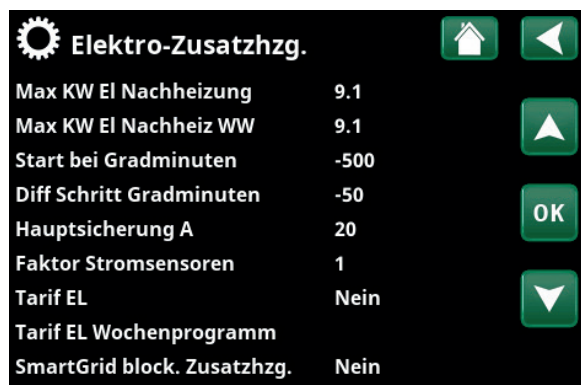 Elektro-Zusatzhzg.
Max KW El Nachheizung 9.1
Max KW El Nachheiz WW 9.1
Start bei Gradminuten -500
Diff Schritt Gradminuten -50
OK
Hauptsicherung A 20
Faktor Stromsensoren 1
Tarif EL Nein
Tarif EL Wochenprogramm
SmartGrid block. Zusatzhzg. Nein